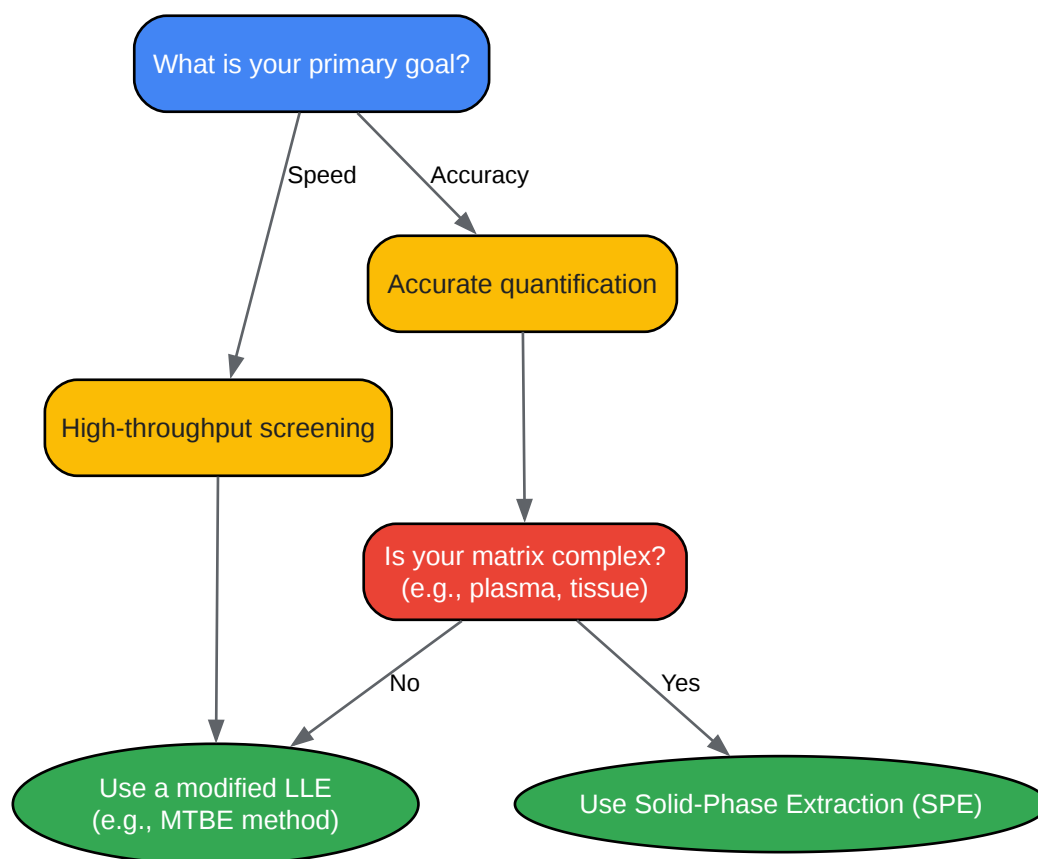 What is your primary goal?
Speed
Accuracy
Accurate quantification
High-throughput screening
Is your matrix complex?
(e.g., plasma, tissue)
No
Yes
Use a modified LLE
(e.g., MTBE method)
Use Solid-Phase Extraction (SPE)